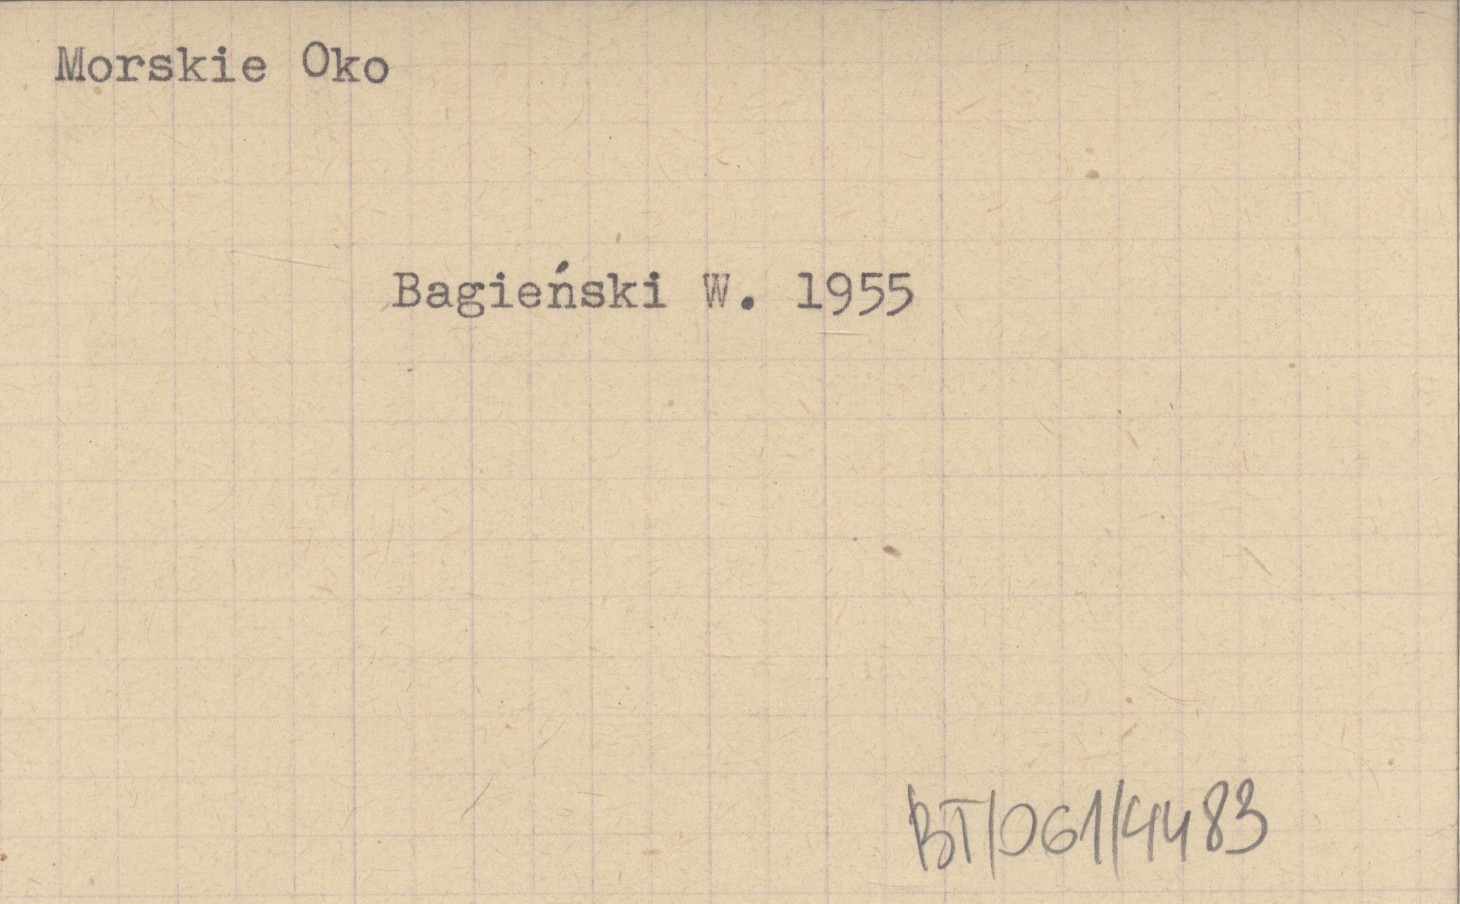 Morskie Oko
Bagieński W. 1955
BT/061/4483